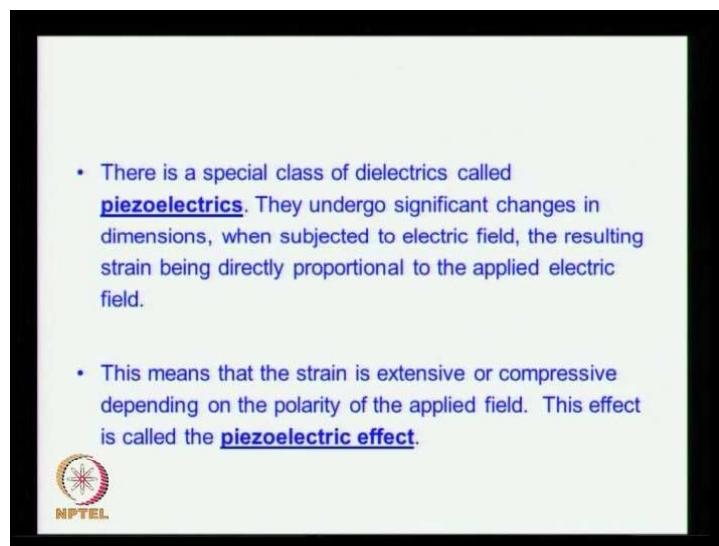 • There is a special class of dielectrics called
piezoelectrics. They undergo significant changes in
dimensions, when subjected to electric field, the resulting
strain being directly proportional to the applied electric
field.
• This means that the strain is extensive or compressive
depending on the polarity of the applied field. This effect
is called the piezoelectric effect.
NPTEL